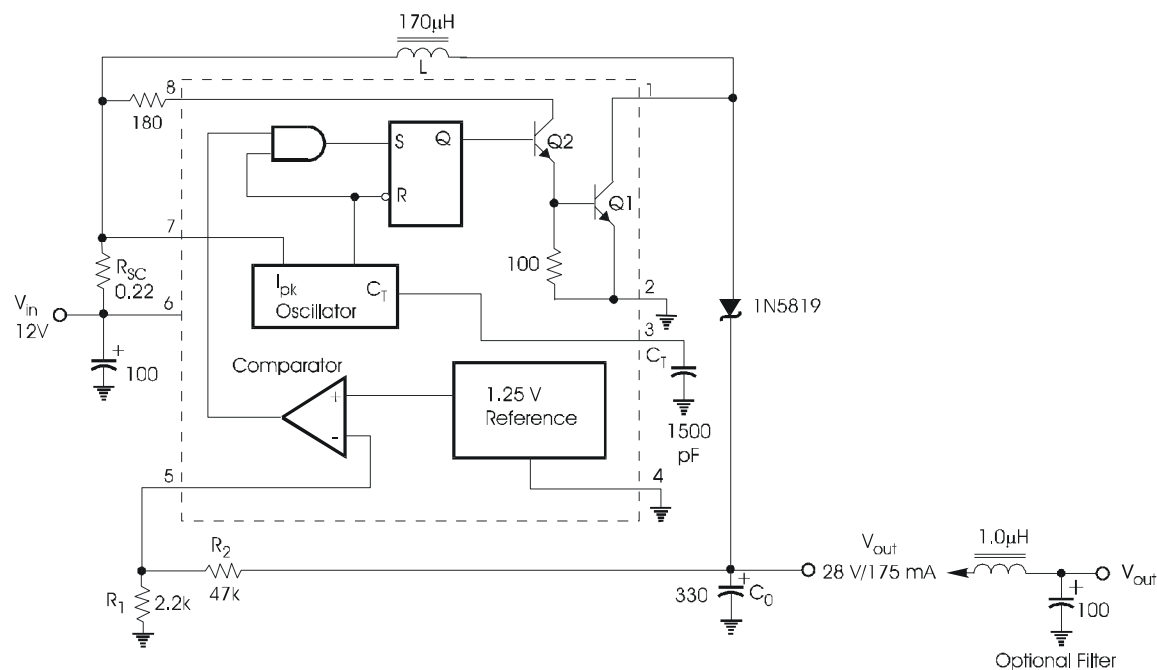 170μH
L
8
1
180
S
Q
Q2
R
Q1
7
100
RSC
0.22
Ipk
CT
Oscillator
2
Vin
12V
6
1N5819
3
CT
+
100
Comparator
+
-
1.25 V
Reference
1500
pF
5
4
R2
47k
R1
2.2k
Vout
28 V/175 mA
1.0μH
Vout
330
+
C0
+
100
Optional Filter